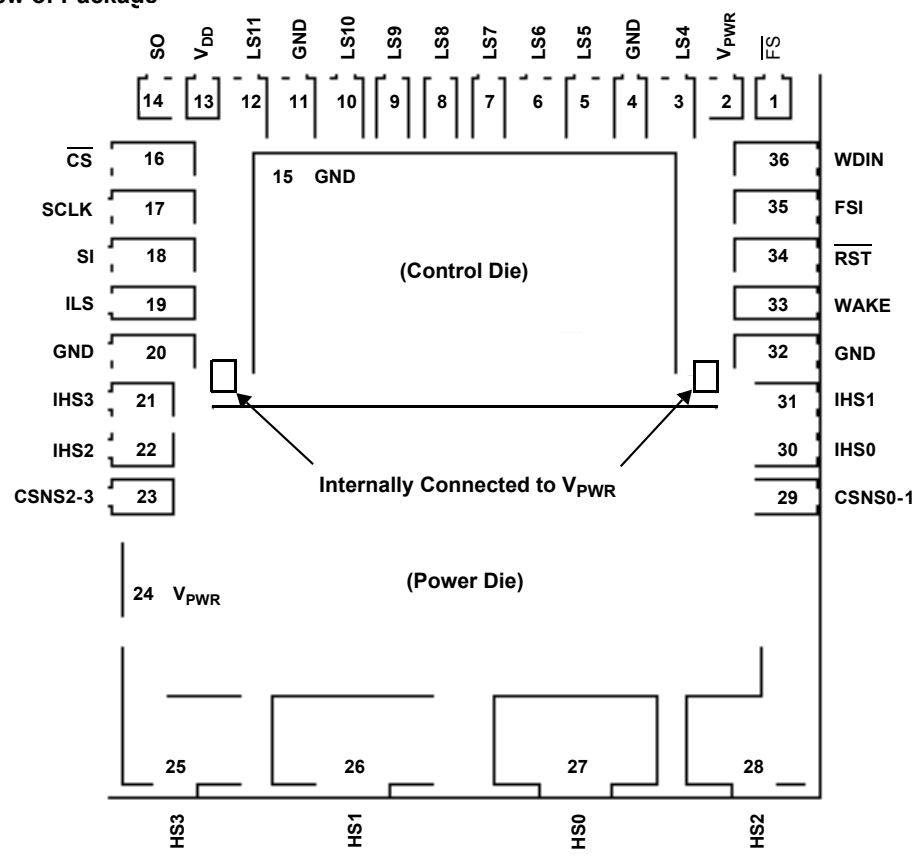 SO
VDD
LS11
GND
LS10
LS9
LS8
LS7
LS6
LS5
GND
LS4
VPWR
FS
14
13
12
11
10
9
8
7
6
5
4
3
2
1
CS
16
36
WDIN
15 GND
SCLK
17
35
FSI
SI
18
(Control Die)
34
RST
ILS
19
33
WAKE
GND
20
32
GND
IHS3
21
31
IHS1
IHS2
22
30
IHS0
Internally Connected to VPWR
CSNS2-3
23
29
CSNS0-1
24 VPWR
(Power Die)
25
26
27
28
HS3
HS1
HS0
HS2